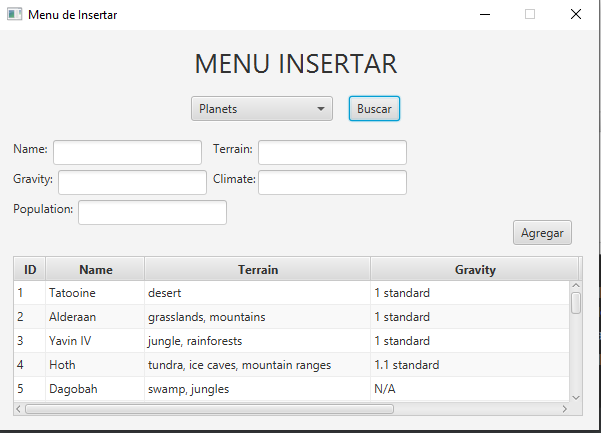 Menu de Insertar
MENU INSERTAR
Planets Buscar
Name: Terrain:
Gravity: Climate:
Population:
Agregar
ID Name Terrain Gravity
1 Tatooine desert 1 standard
2 Alderaan grasslands, mountains 1 standard
3 Yavin IV jungle, rainforests 1 standard
4 Hoth tundra, ice caves, mountain ranges 1.1 standard
5 Dagobah swamp, jungles N/A